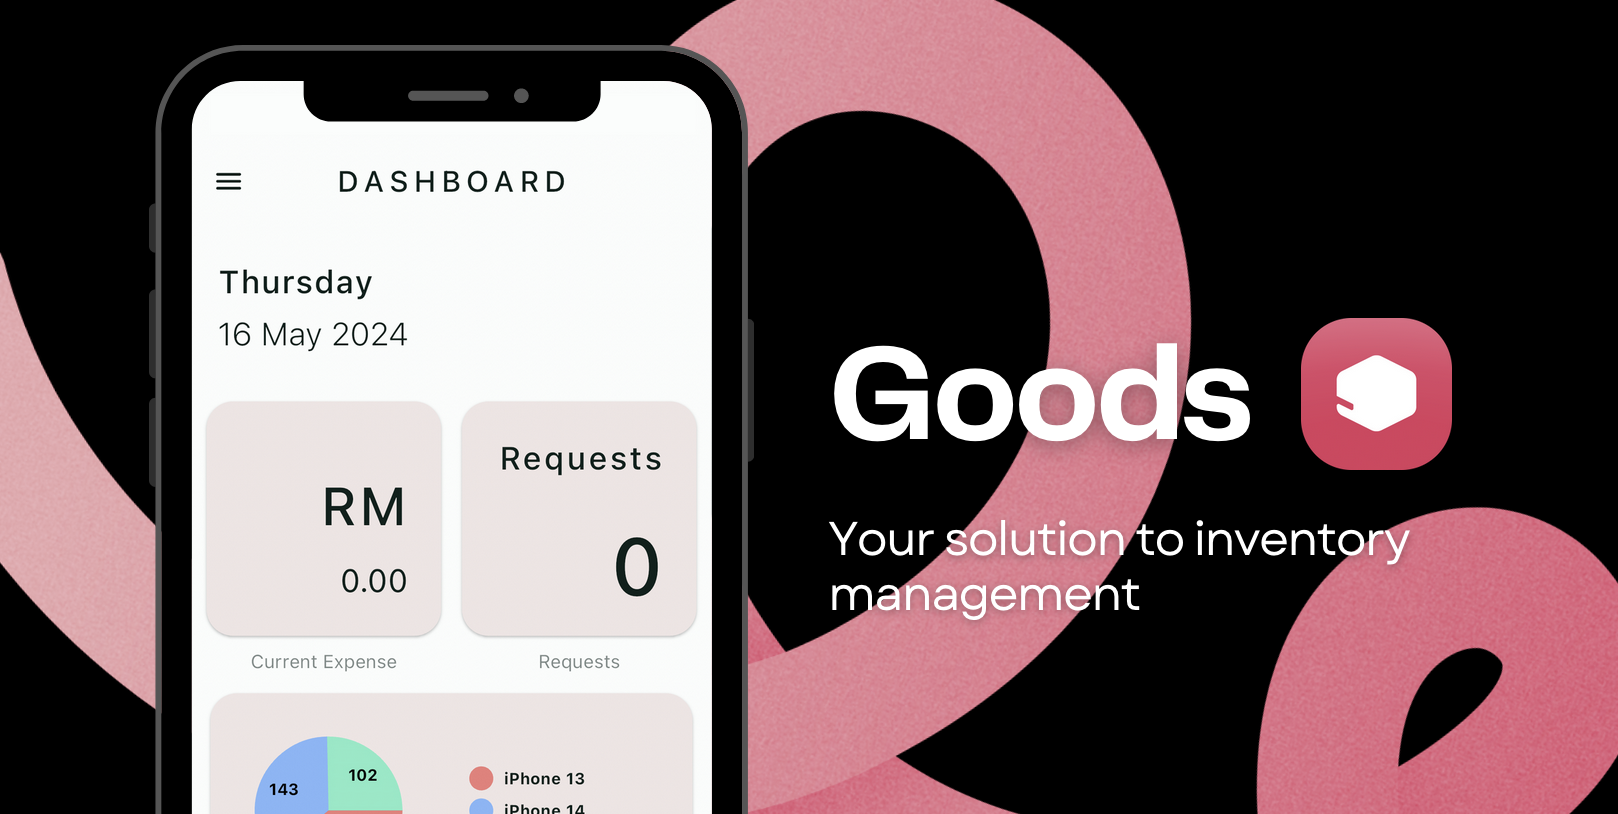 DASHBOARD
Thursday
16 May 2024
RM
0.00
Current Expense
Requests
0
Requests
143
102
iPhone 13
iPhone 14
Goods
Your solution to inventory
management